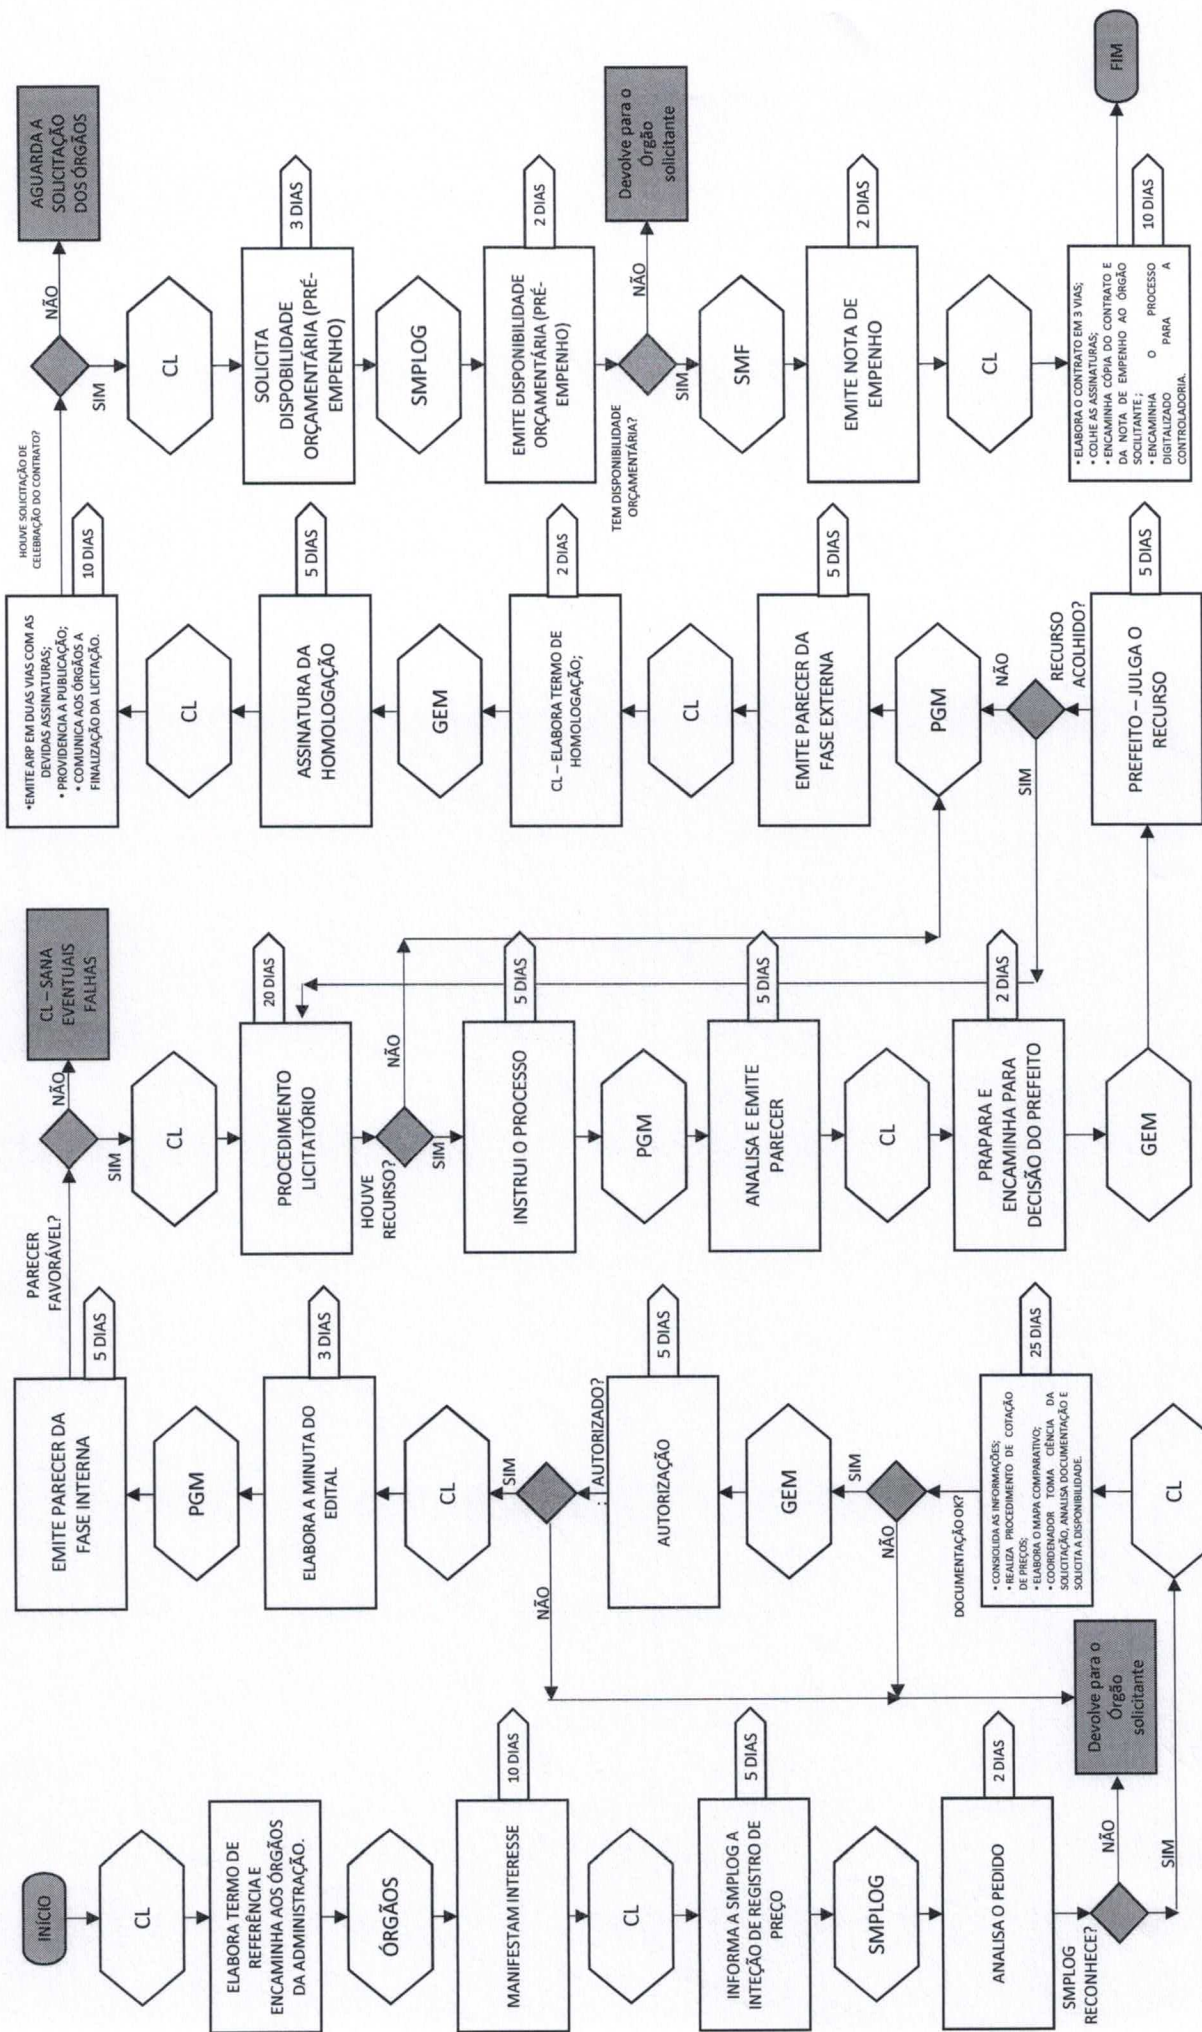 INÍCIO
CL
ELABORA TERMO DE
REFERÊNCIA E
ENCAMINHA AOS ÓRGÃOS
DA ADMINISTRAÇÃO.
ÓRGÃOS
MANIFESTAM INTERESSE
10 DIAS
CL
INFORMA A SMPLOG A
INTEÇÃO DE REGISTRO DE
PREÇO
5 DIAS
SMPLOG
ANALISA O PEDIDO
2 DIAS
SMPLOG
RECONHECE?
NÃO
Devolve para o
Órgão
solicitante
SIM
CL
• CONSIOLIDA AS INFORMAÇÕES;
• REALIZA PROCEDIMENTO DE COTAÇÃO
DE PREÇOS;
• ELABORA O MAPA COMPARATIVO;
• COORDENADOR TOMA CIÊNCIA DA
SOLICITAÇÃO, ANALISA DOCUMENTAÇÃO E
SOLICITA A DISPONIBILIDADE.
25 DIAS
DOCUMENTAÇÃO OK?
NÃO
SIM
GEM
AUTORIZAÇÃO
5 DIAS
: AUTORIZADO?
NÃO
SIM
CL
ELABORA A MINUTA DO
EDITAL
3 DIAS
PGM
EMITE PARECER DA
FASE INTERNA
5 DIAS
PARECER
FAVORÁVEL?
NÃO
CL – SANA
EVENTUAIS
FALHAS
SIM
CL
PROCEDIMENTO
LICITATÓRIO
20 DIAS
HOUVE
RECURSO?
NÃO
SIM
INSTRUI O PROCESSO
5 DIAS
PGM
ANALISA E EMITE
PARECER
5 DIAS
CL
PRAPARA E
ENCAMINHA PARA
DECISÃO DO PREFEITO
2 DIAS
GEM
PREFEITO – JULGA O
RECURSO
5 DIAS
RECURSO
ACOLHIDO?
SIM
NÃO
PGM
EMITE PARECER DA
FASE EXTERNA
5 DIAS
CL
CL – ELABORA TERMO DE
HOMOLOGAÇÃO;
2 DIAS
GEM
ASSINATURA DA
HOMOLOGAÇÃO
5 DIAS
CL
•EMITE ARP EM DUAS VIAS COM AS
DEVIDAS ASSINATURAS;
• PROVIDENCIA A PUBLICAÇÃO;
• COMUNICA AOS ÓRGÃOS A
FINALIZAÇÃO DA LICITAÇÃO.
10 DIAS
HOUVE SOLICITAÇÃO DE
CELEBRAÇÃO DO CONTRATO?
NÃO
AGUARDA A
SOLICITAÇÃO
DOS ÓRGÃOS
SIM
CL
SOLICITA
DISPOBILIDADE
ORÇAMENTÁRIA (PRÉ-
EMPENHO)
3 DIAS
SMPLOG
EMITE DISPONIBILIDADE
ORÇAMENTÁRIA (PRÉ-
EMPENHO)
2 DIAS
TEM DISPONIBILIDADE
ORÇAMENTÁRIA?
NÃO
Devolve para o
Órgão
solicitante
SIM
SMF
EMITE NOTA DE
EMPENHO
2 DIAS
CL
• ELABORA O CONTRATO EM 3 VIAS;
• COLHE AS ASSINATURAS;
• ENCAMINHA CÓPIA DO CONTRATO E
DA NOTA DE EMPENHO AO ÓRGÃO
SOCILITANTE ;
• ENCAMINHA O PROCESSO
DIGITALIZADO PARA A
CONTROLADORIA.
10 DIAS
FIM